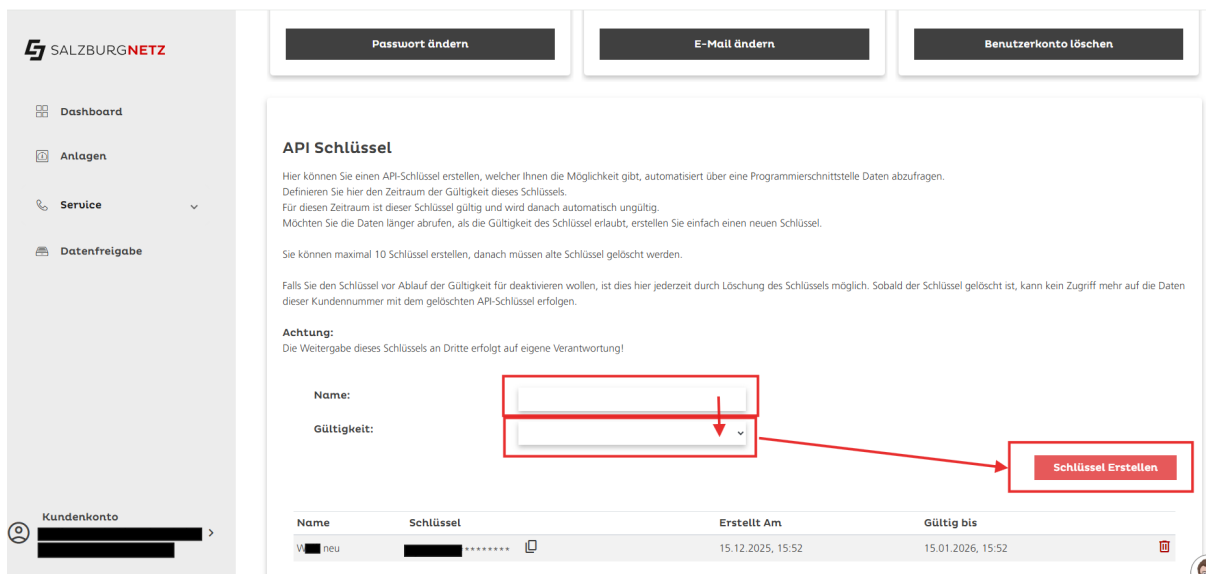 SALZBURGNETZ
Passwort ändern
E-Mail ändern
Benutzerkonto löschen
Dashboard
Anlagen
Service
Datenfreigabe
API Schlüssel
Hier können Sie einen API-Schlüssel erstellen, welcher Ihnen die Möglichkeit gibt, automatisiert über eine Programmierschnittstelle Daten abzufragen.
Definieren Sie hier den Zeitraum der Gültigkeit dieses Schlüssels.
Für diesen Zeitraum ist dieser Schlüssel gültig und wird danach automatisch ungültig.
Möchten Sie die Daten länger abrufen, als die Gültigkeit des Schlüssel erlaubt, erstellen Sie einfach einen neuen Schlüssel.
Sie können maximal 10 Schlüssel erstellen, danach müssen alte Schlüssel gelöscht werden.
Falls Sie den Schlüssel vor Ablauf der Gültigkeit für deaktivieren wollen, ist dies hier jederzeit durch Löschung des Schlüssels möglich. Sobald der Schlüssel gelöscht ist, kann kein Zugriff mehr auf die Daten
dieser Kundennummer mit dem gelöschten API-Schlüssel erfolgen.
Achtung:
Die Weitergabe dieses Schlüssels an Dritte erfolgt auf eigene Verantwortung!
Name:
Gültigkeit:
Schlüssel Erstellen
Kundenkonto
Name Schlüssel Erstellt Am Gültig bis
neu ******** 15.12.2025, 15:52 15.01.2026, 15:52